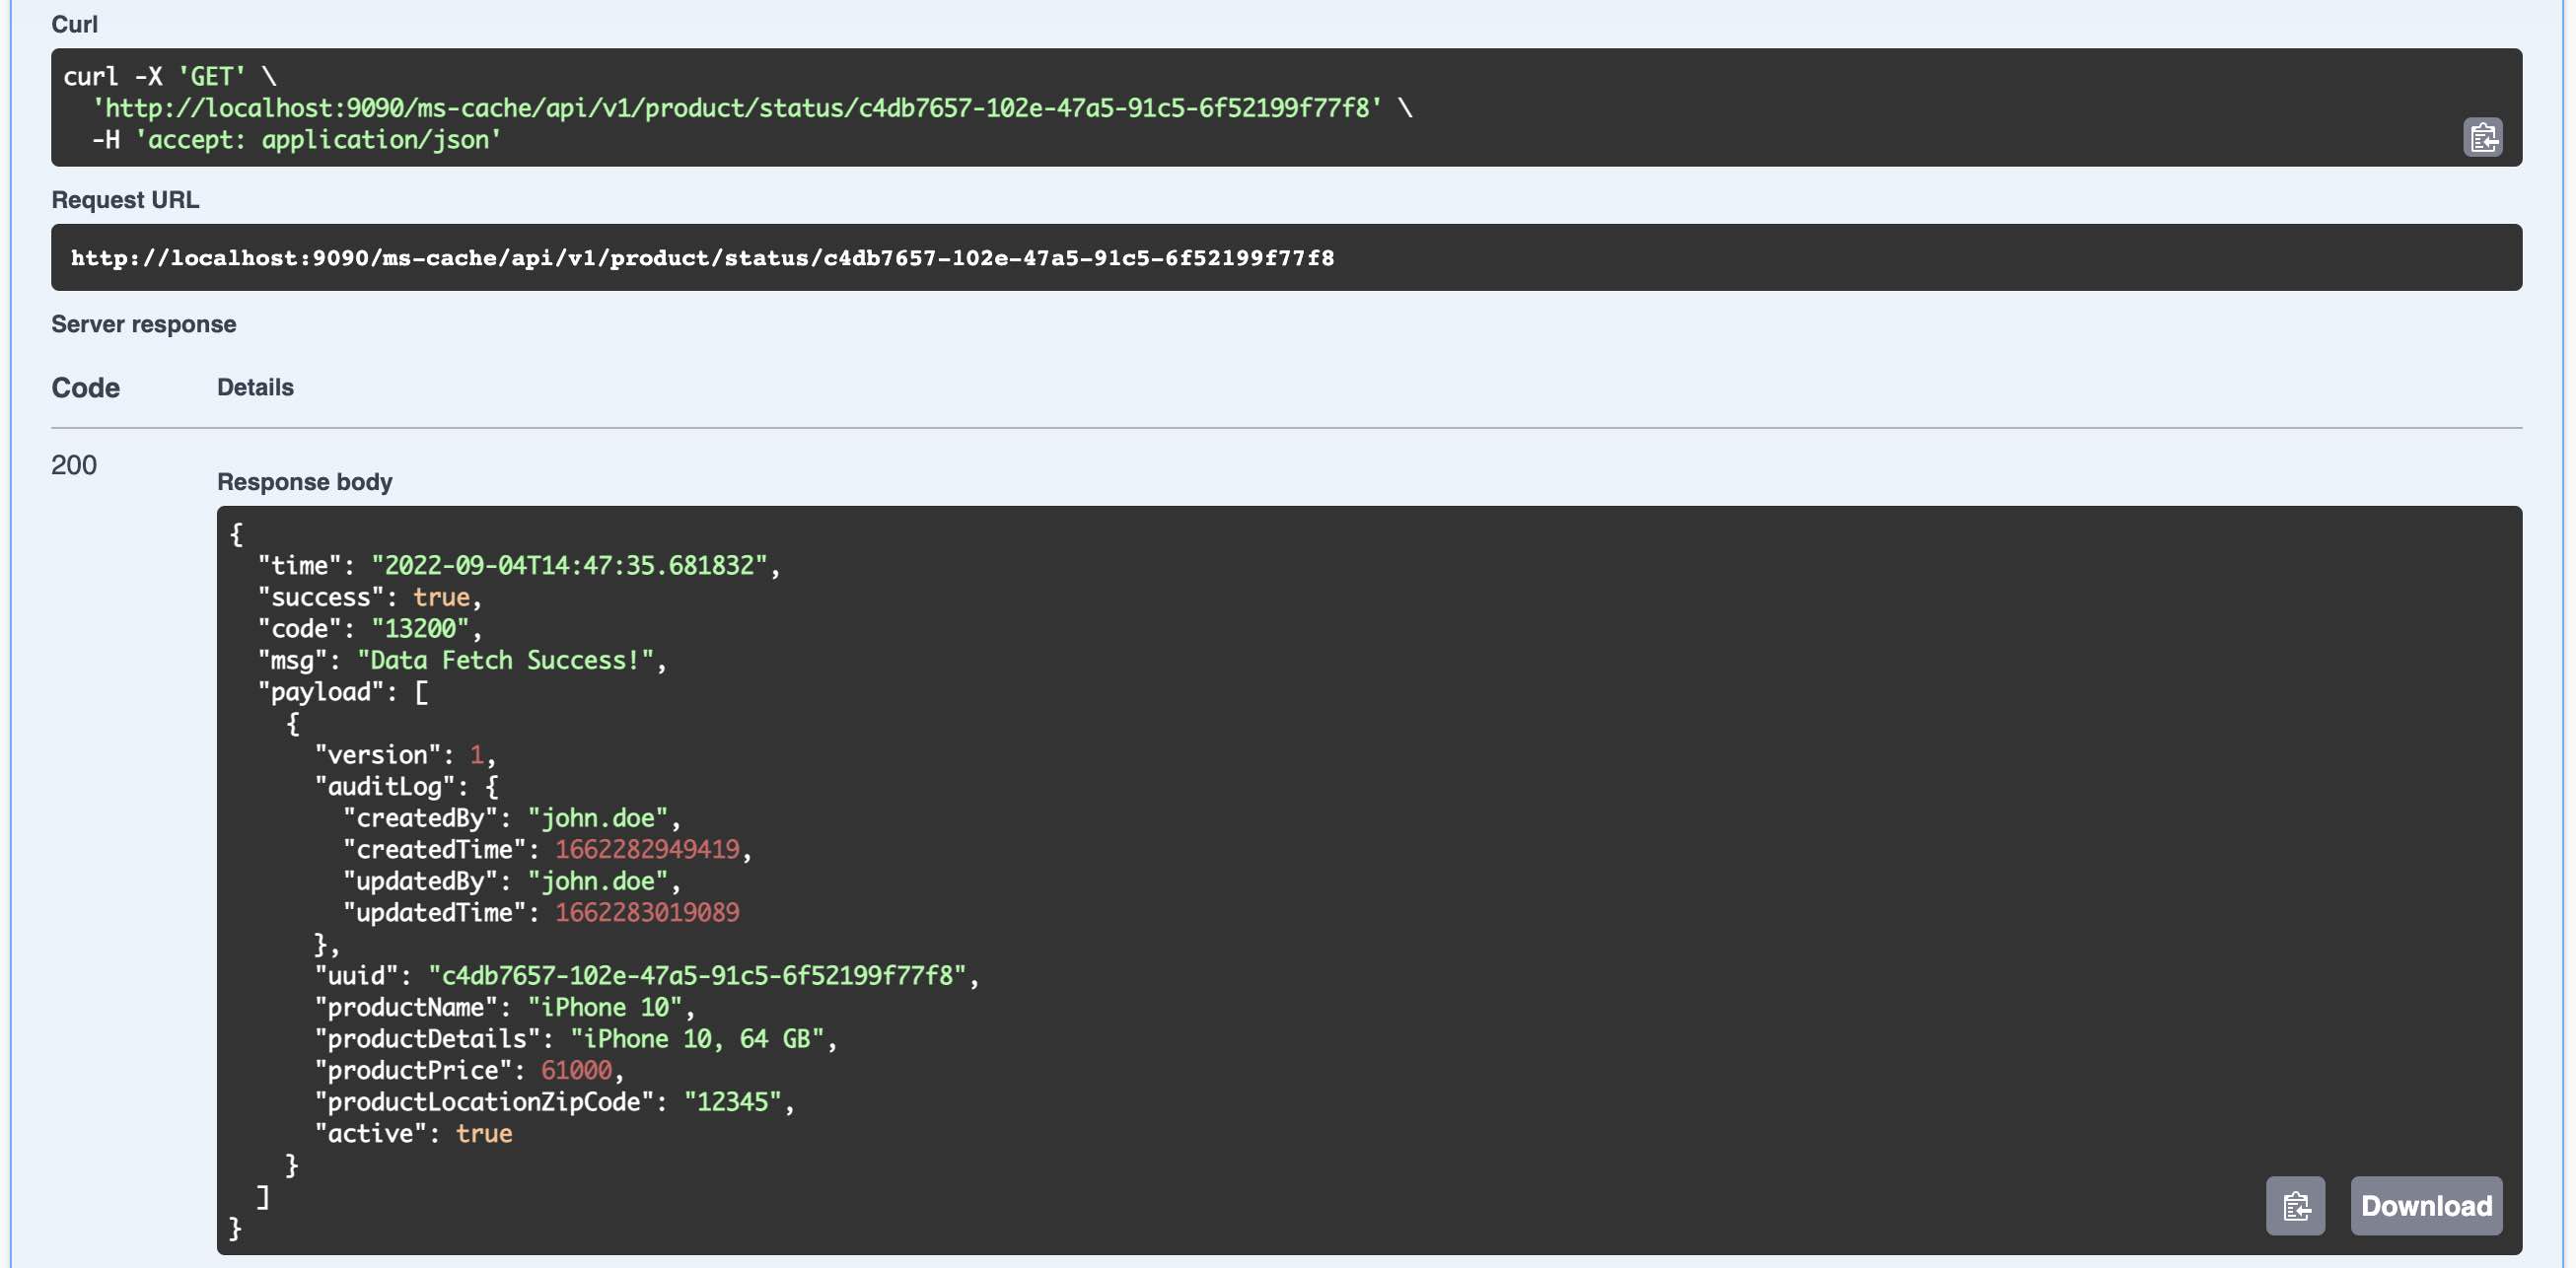 Curl
curl -X 'GET' \
  'http://localhost:9090/ms-cache/api/v1/product/status/c4db7657-102e-47a5-91c5-6f52199f77f8' \
  -H 'accept: application/json'
Request URL
http://localhost:9090/ms-cache/api/v1/product/status/c4db7657-102e-47a5-91c5-6f52199f77f8
Server response
Code Details
200
Response body
{
  "time": "2022-09-04T14:47:35.681832",
  "success": true,
  "code": "13200",
  "msg": "Data Fetch Success!",
  "payload": [
    {
      "version": 1,
      "auditLog": {
        "createdBy": "john.doe",
        "createdTime": 1662282949419,
        "updatedBy": "john.doe",
        "updatedTime": 1662283019089
      },
      "uuid": "c4db7657-102e-47a5-91c5-6f52199f77f8",
      "productName": "iPhone 10",
      "productDetails": "iPhone 10, 64 GB",
      "productPrice": 61000,
      "productLocationZipCode": "12345",
      "active": true
    }
  ]
}
Download